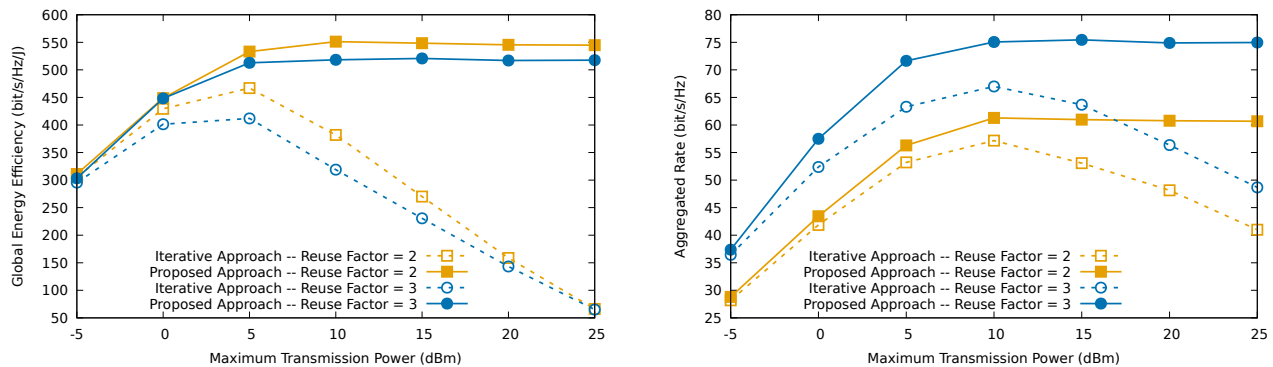 600
550
500
450
400
350
300
250
200
150
100
50
Global Energy Efficiency (bit/s/Hz/J)
Iterative Approach -- Reuse Factor = 2
Proposed Approach -- Reuse Factor = 2
Iterative Approach -- Reuse Factor = 3
Proposed Approach -- Reuse Factor = 3
-5 0 5 10 15 20 25
Maximum Transmission Power (dBm)
80
75
70
65
60
55
50
45
40
35
30
25
Aggregated Rate (bit/s/Hz)
Iterative Approach -- Reuse Factor = 2
Proposed Approach -- Reuse Factor = 2
Iterative Approach -- Reuse Factor = 3
Proposed Approach -- Reuse Factor = 3
-5 0 5 10 15 20 25
Maximum Transmission Power (dBm)